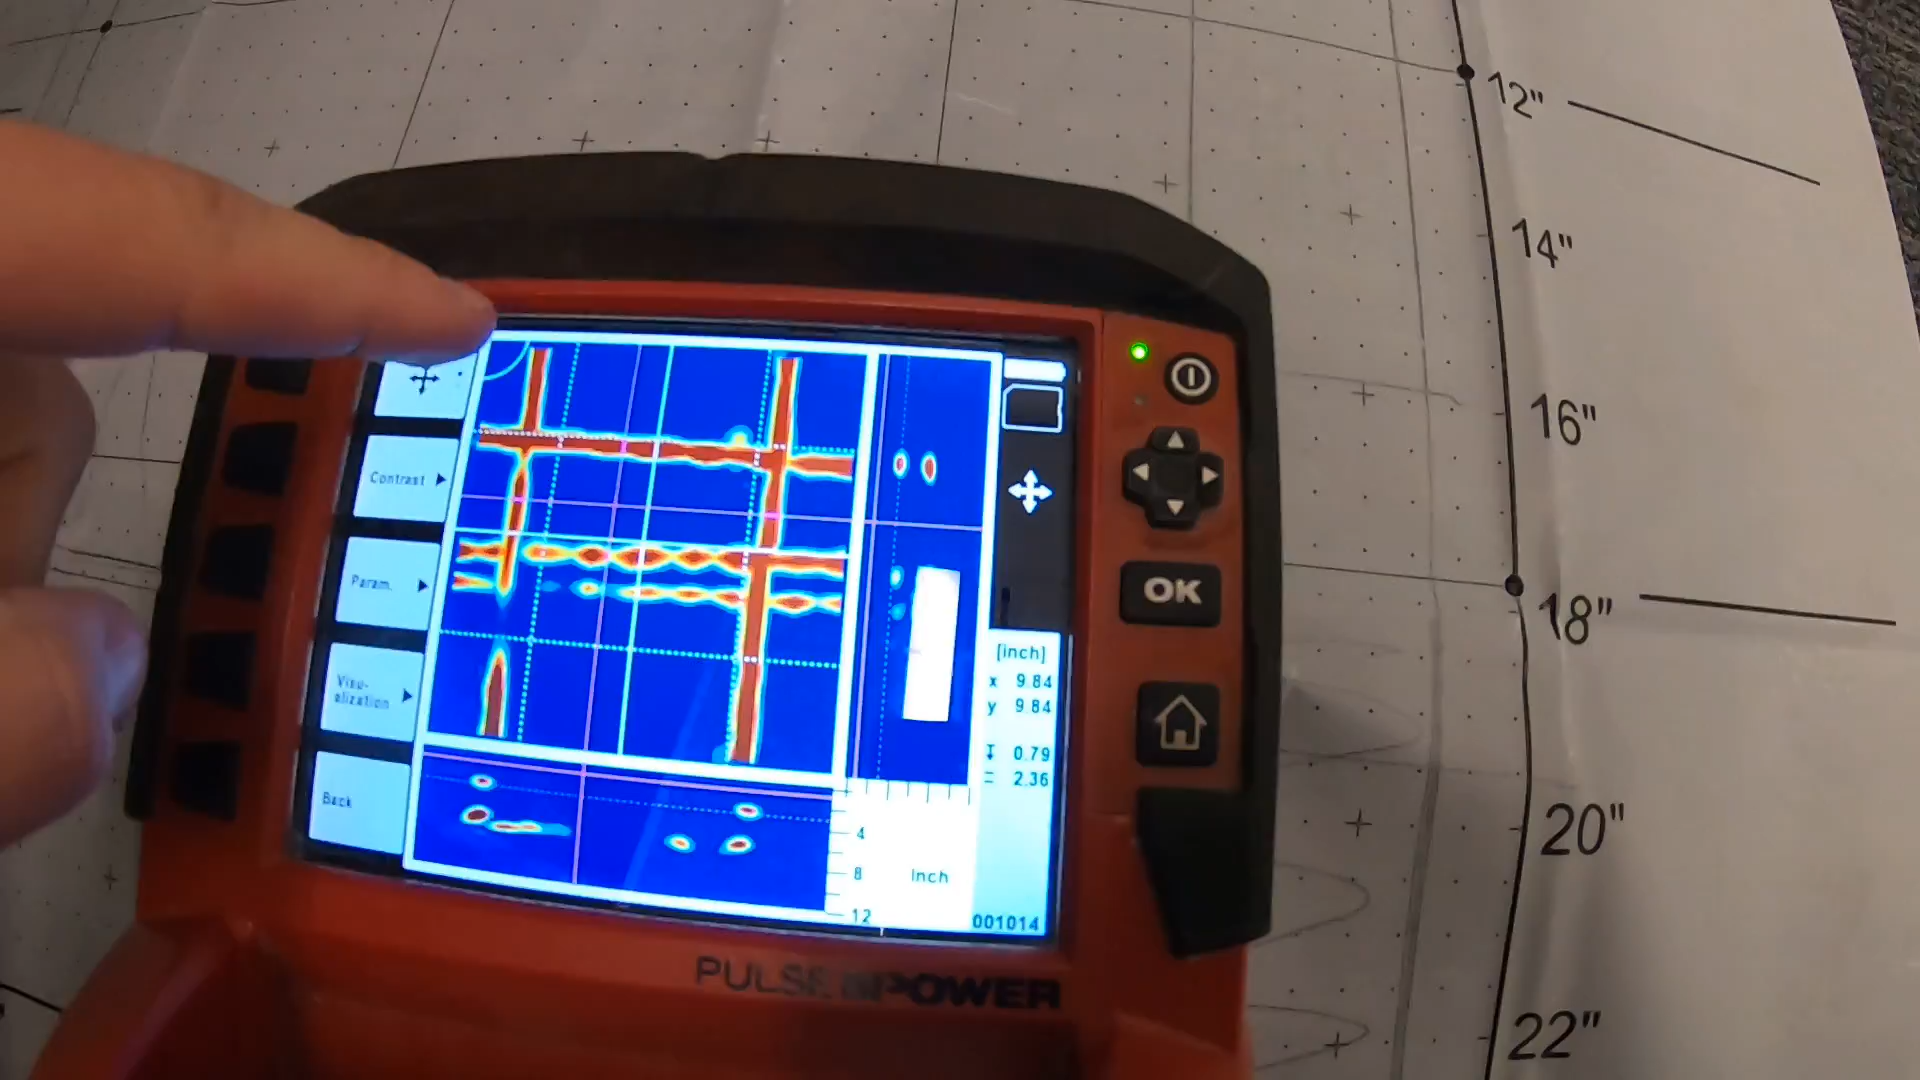 12"
14"
16"
18"
20"
22"
Contrast
Param.
Visu-
alization
Back
OK
[inch]
x 9.84
y 9.84
0.79
2.36
4
8
12
Inch
001014
PULSE POWER